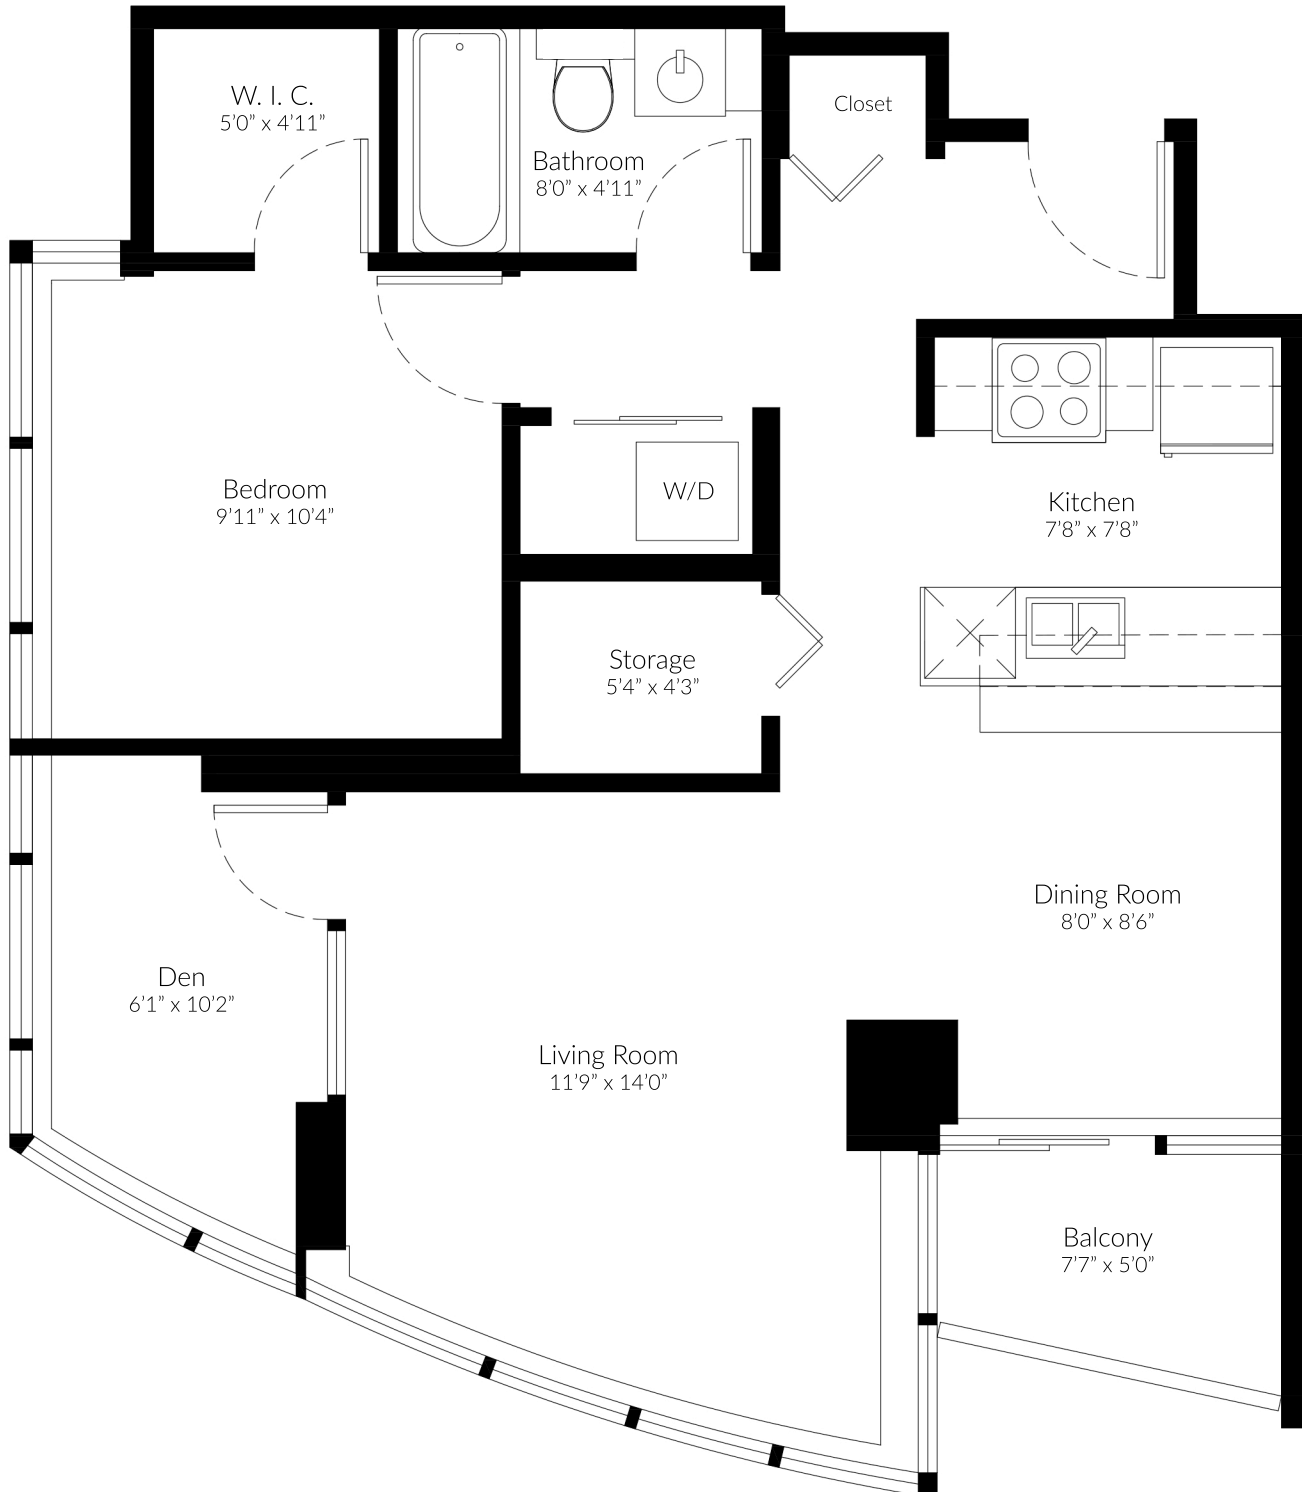 W. I. C.
5’0” x 4’11”
Closet
Bathroom
8’0” x 4’11”
Bedroom
9’11” x 10’4”
W/D
Kitchen
7’8” x 7’8”
Storage
5’4” x 4’3”
Dining Room
8’0” x 8’6”
Den
6’1” x 10’2”
Living Room
11’9” x 14’0”
Balcony
7’7” x 5’0”